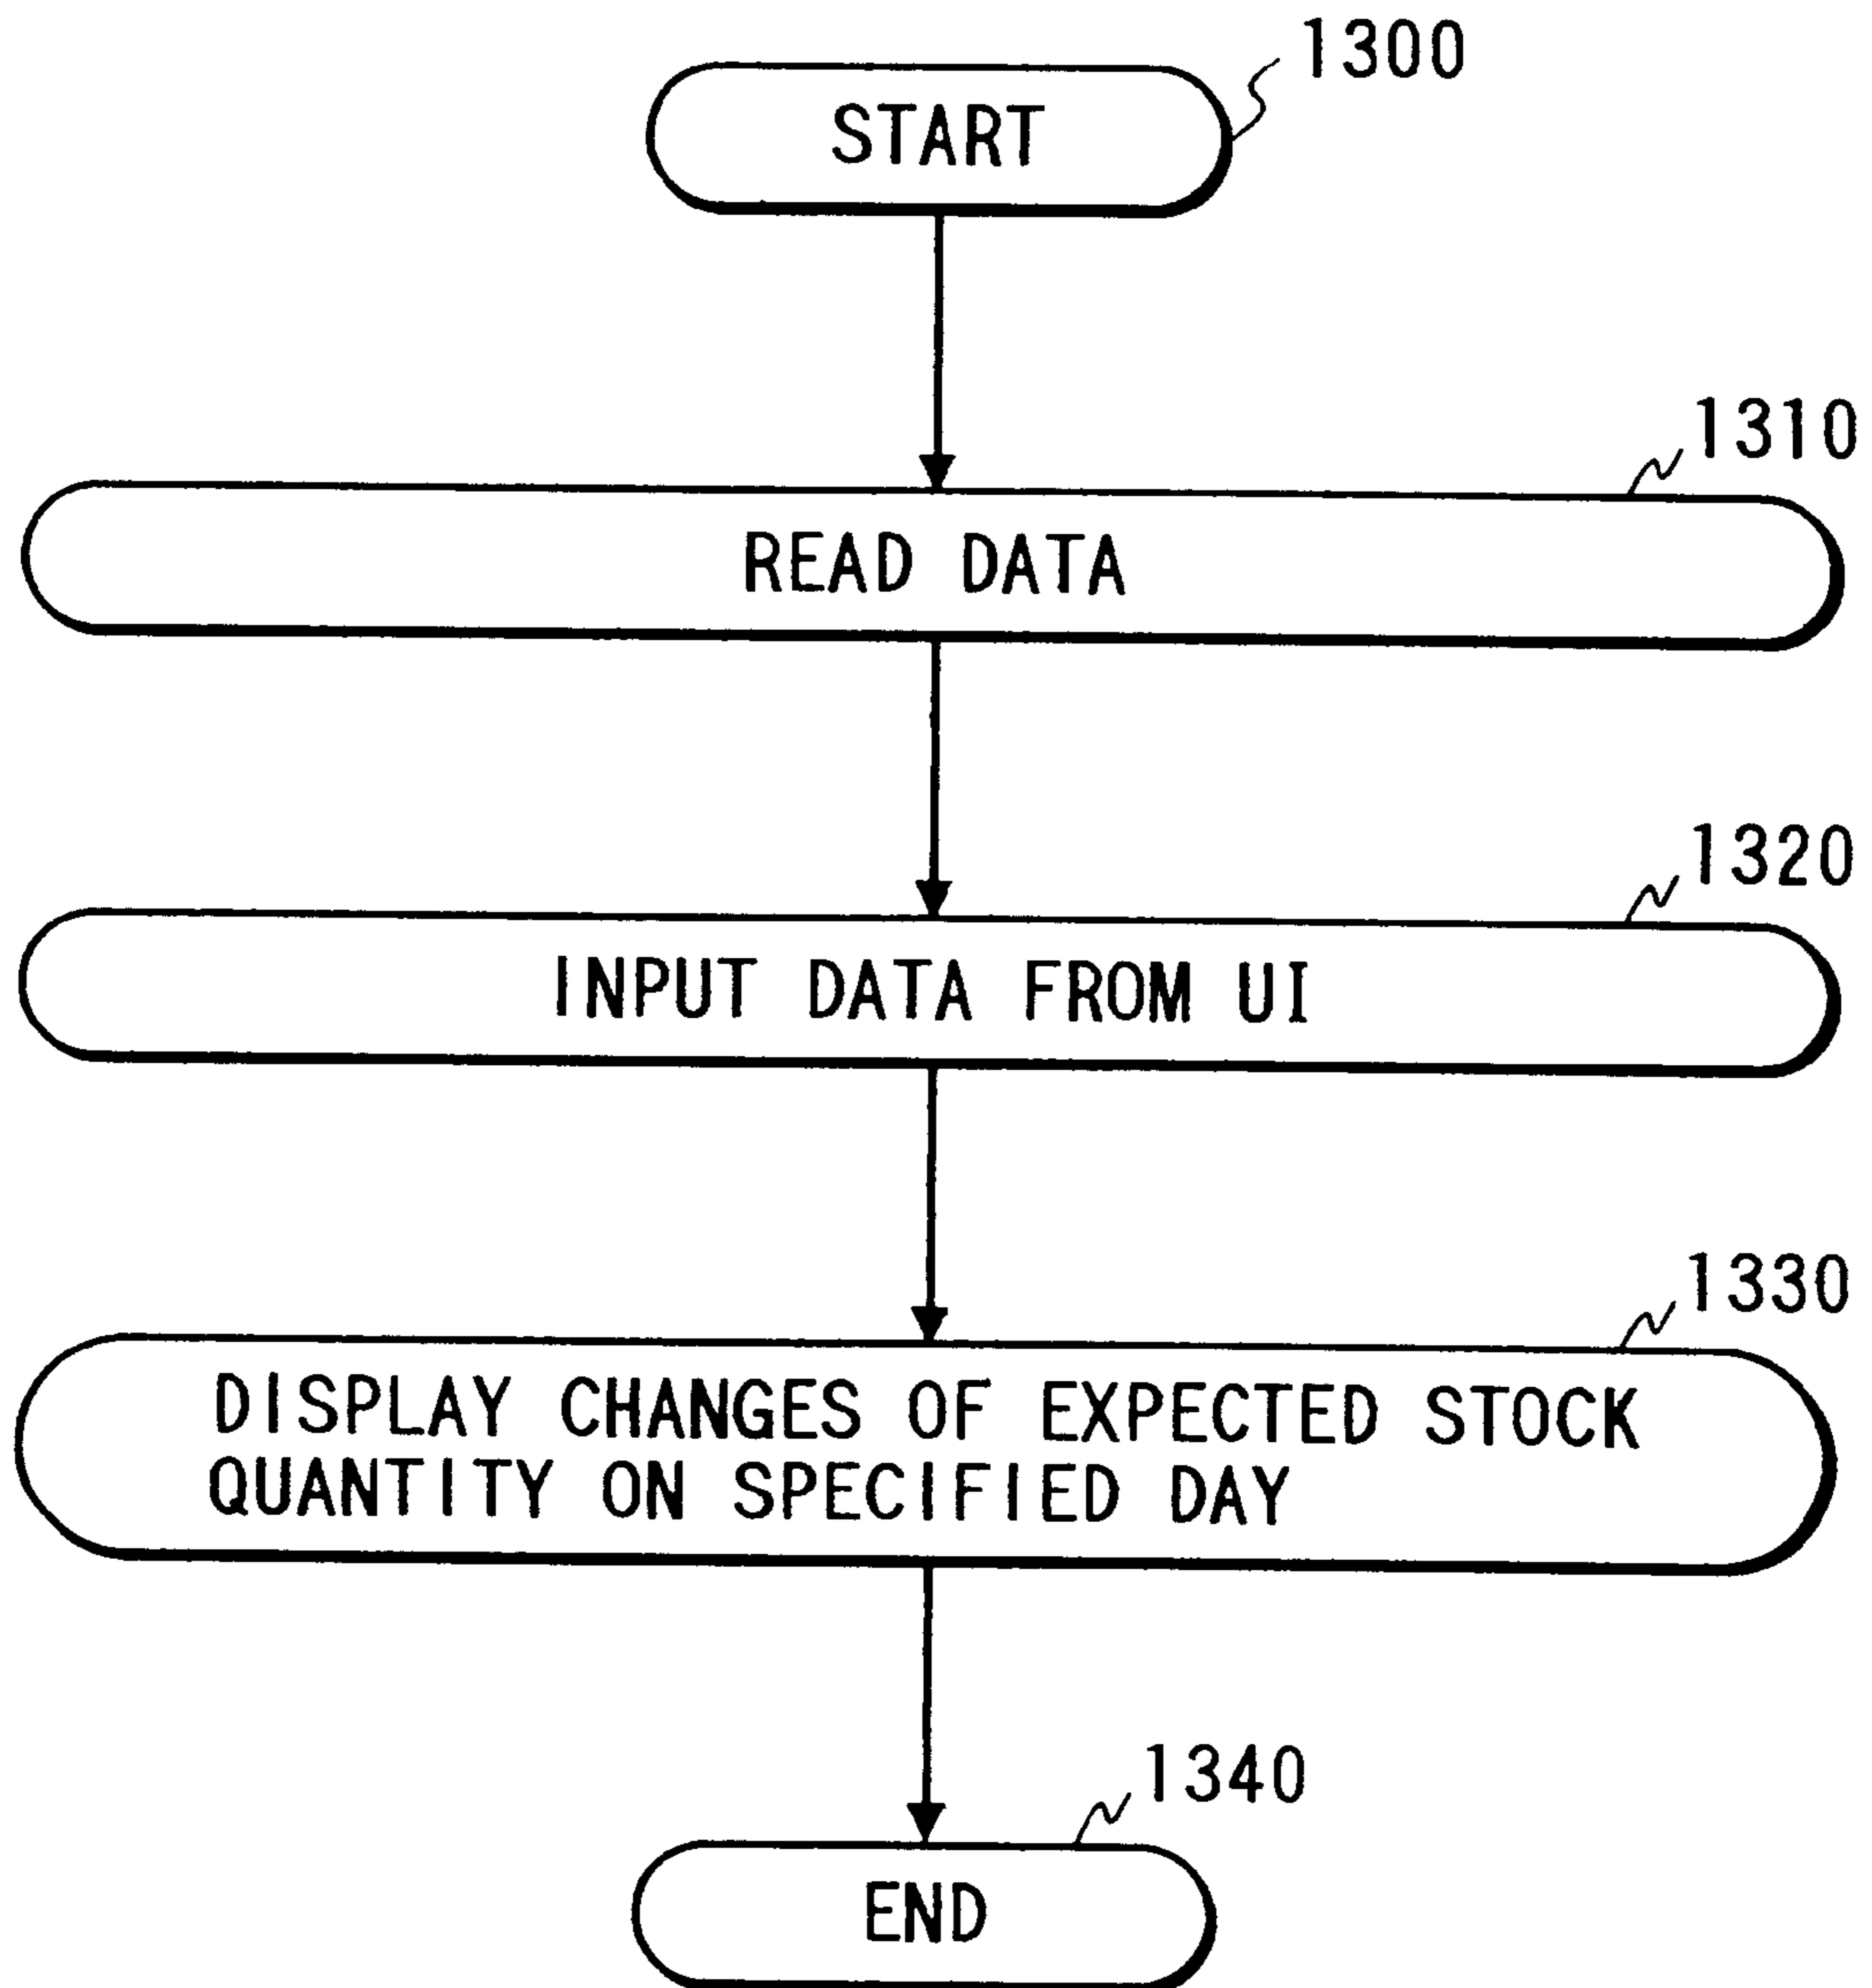 1300
START
1310
READ DATA
1320
INPUT DATA FROM UI
1330
DISPLAY CHANGES OF EXPECTED STOCK
QUANTITY ON SPECIFIED DAY
1340
END